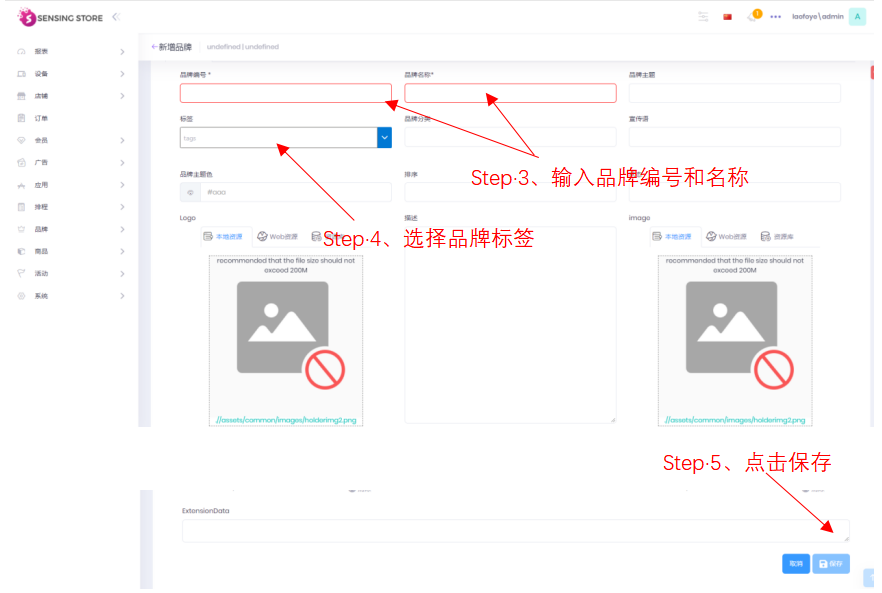 SENSING STORE
1
laofoye\admin
A
报表
设备
店铺
订单
会员
广告
应用
排程
品牌
商品
活动
系统
←新增品牌
undefined | undefined
品牌编号 *
品牌名称*
品牌主题
标签
品牌分类
宣传语
tags
Step·3、输入品牌编号和名称
品牌主题色
排序
#aaa
Step·4、选择品牌标签
Logo
描述
image
本地资源
Web资源
本地资源
Web资源
资源库
recommended that the file size should not
exceed 200M
recommended that the file size should not
exceed 200M
//assets/common/images/holderimg2.png
//assets/common/images/holderimg2.png
Step·5、点击保存
ExtensionData
取消
保存